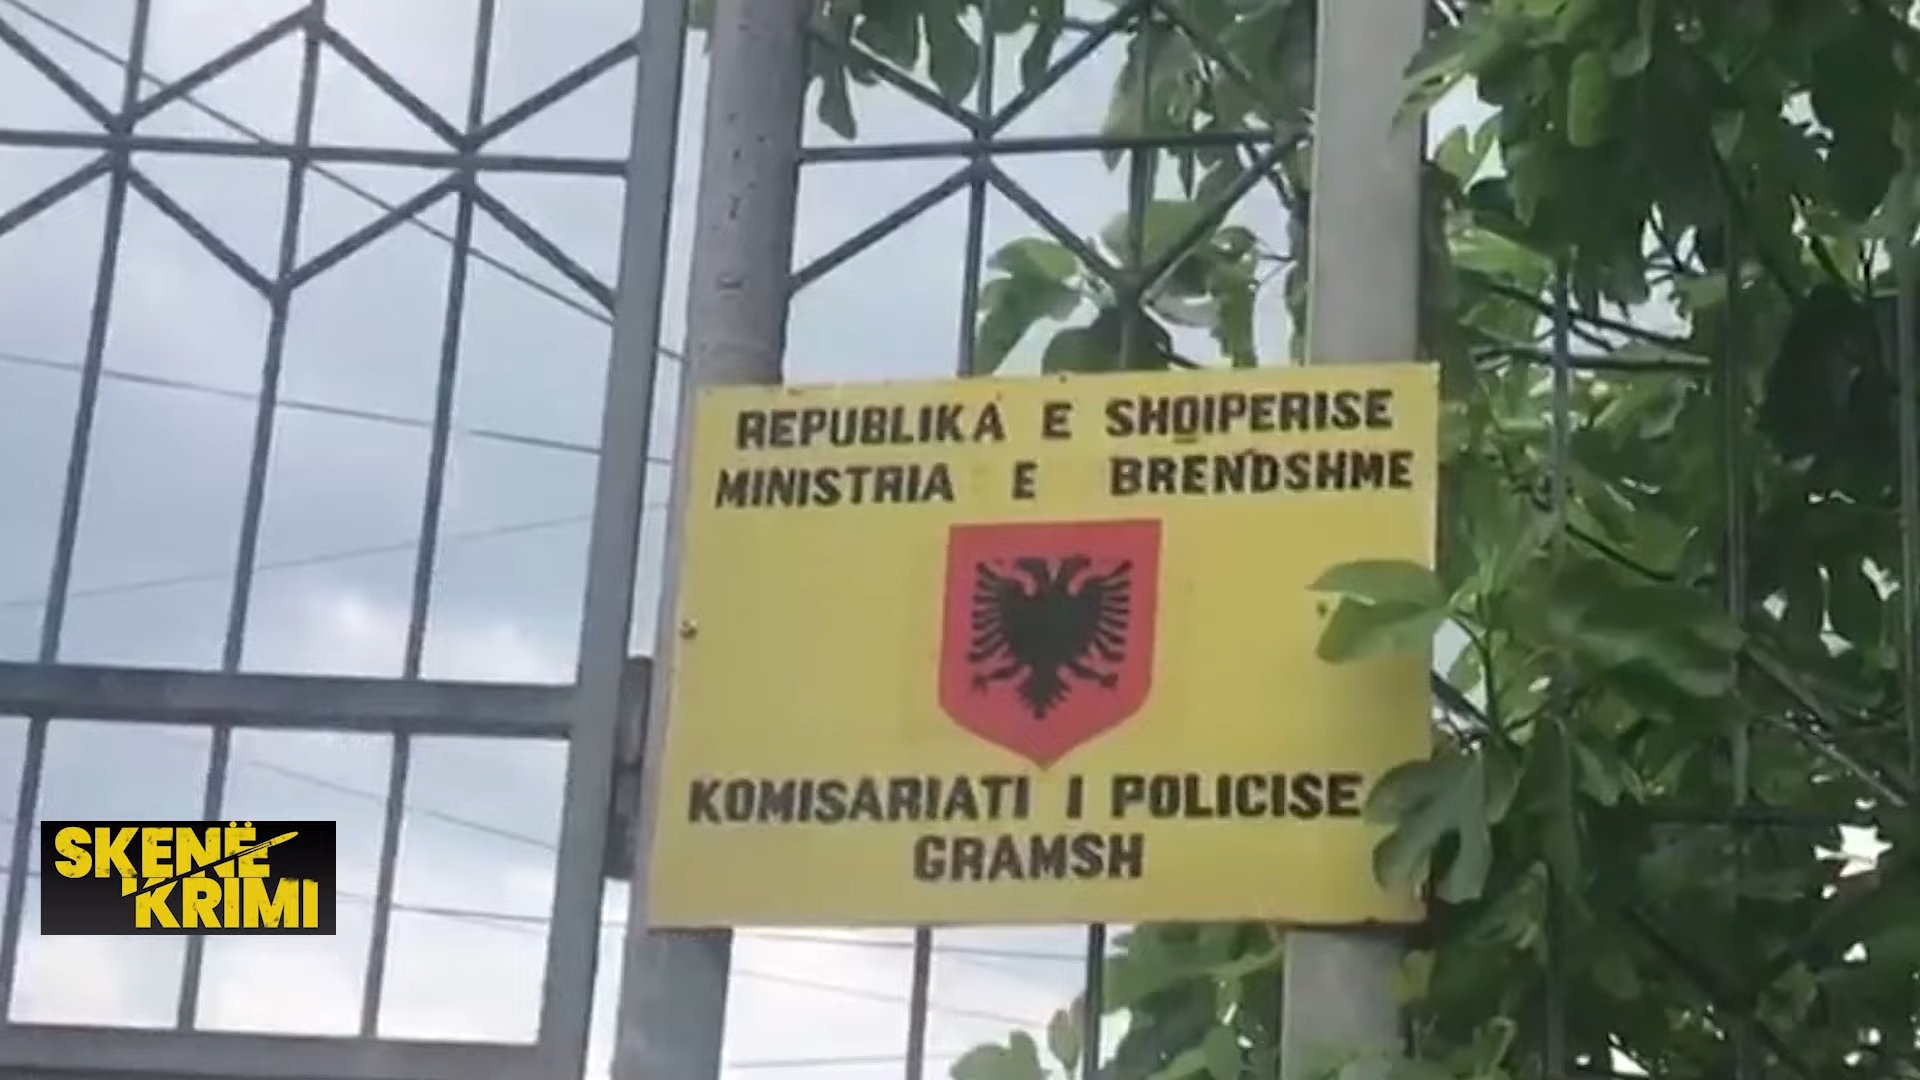 REPUBLIKA E SHQIPERISE
MINISTRIA E BRENDSHME
KOMISARIATI I POLICISE
GRAMSH
SKENË
KRIMI